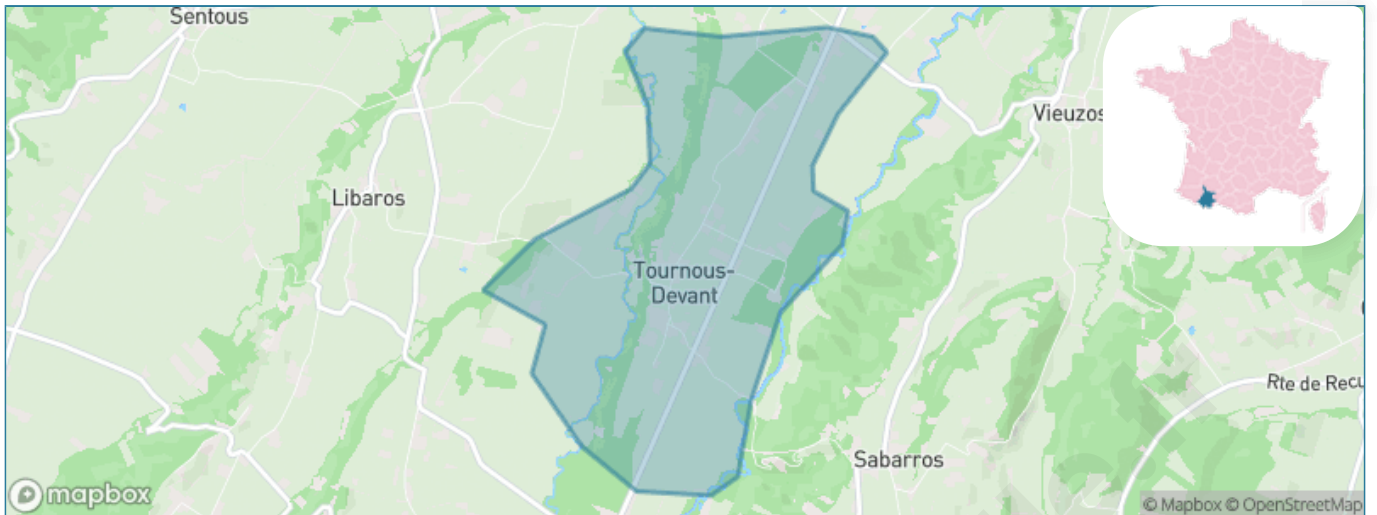 Sentous
Vieuzos
Libaros
Tournous-
Devant
Rte de Recu
Sabarros
mapbox
© Mapbox © OpenStreetMap